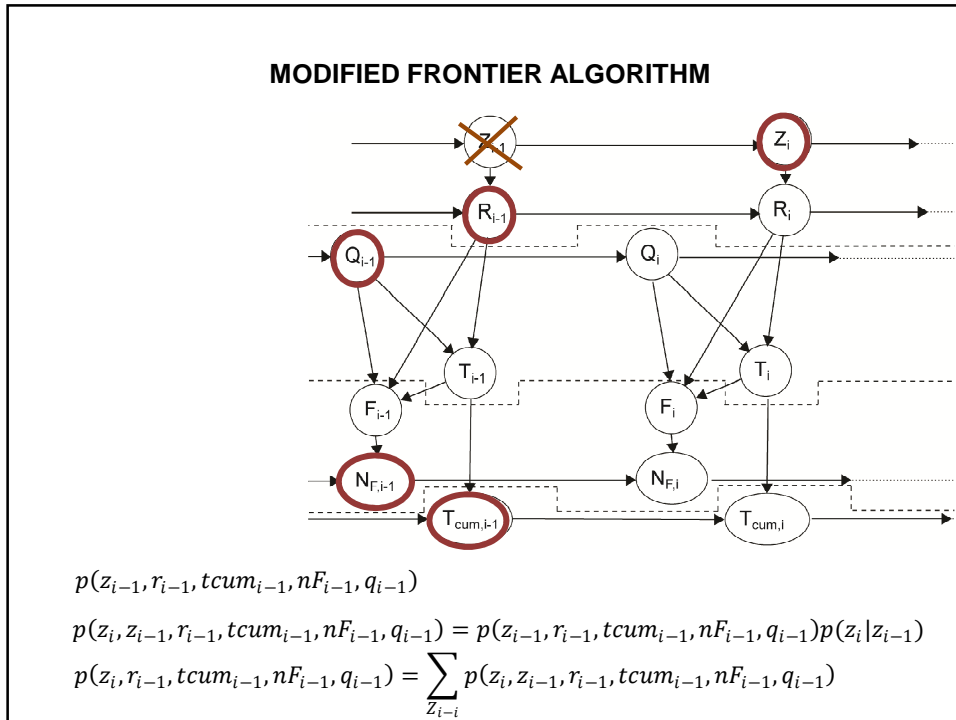 MODIFIED FRONTIER ALGORITHM
Z_{i-1} Z_i
R_{i-1} R_i
Q_{i-1} Q_i
T_{i-1} T_i
F_{i-1} F_i
N_{F,i-1} N_{F,i}
T_{cum,i-1} T_{cum,i}
p(z_{i−1}, r_{i−1}, tcum_{i−1}, nF_{i−1}, q_{i−1})
p(z_i, z_{i−1}, r_{i−1}, tcum_{i−1}, nF_{i−1}, q_{i−1}) = p(z_{i−1}, r_{i−1}, tcum_{i−1}, nF_{i−1}, q_{i−1})p(z_i|z_{i−1})
p(z_i, r_{i−1}, tcum_{i−1}, nF_{i−1}, q_{i−1}) = ∑_{Z_{i−i}} p(z_i, z_{i−1}, r_{i−1}, tcum_{i−1}, nF_{i−1}, q_{i−1})